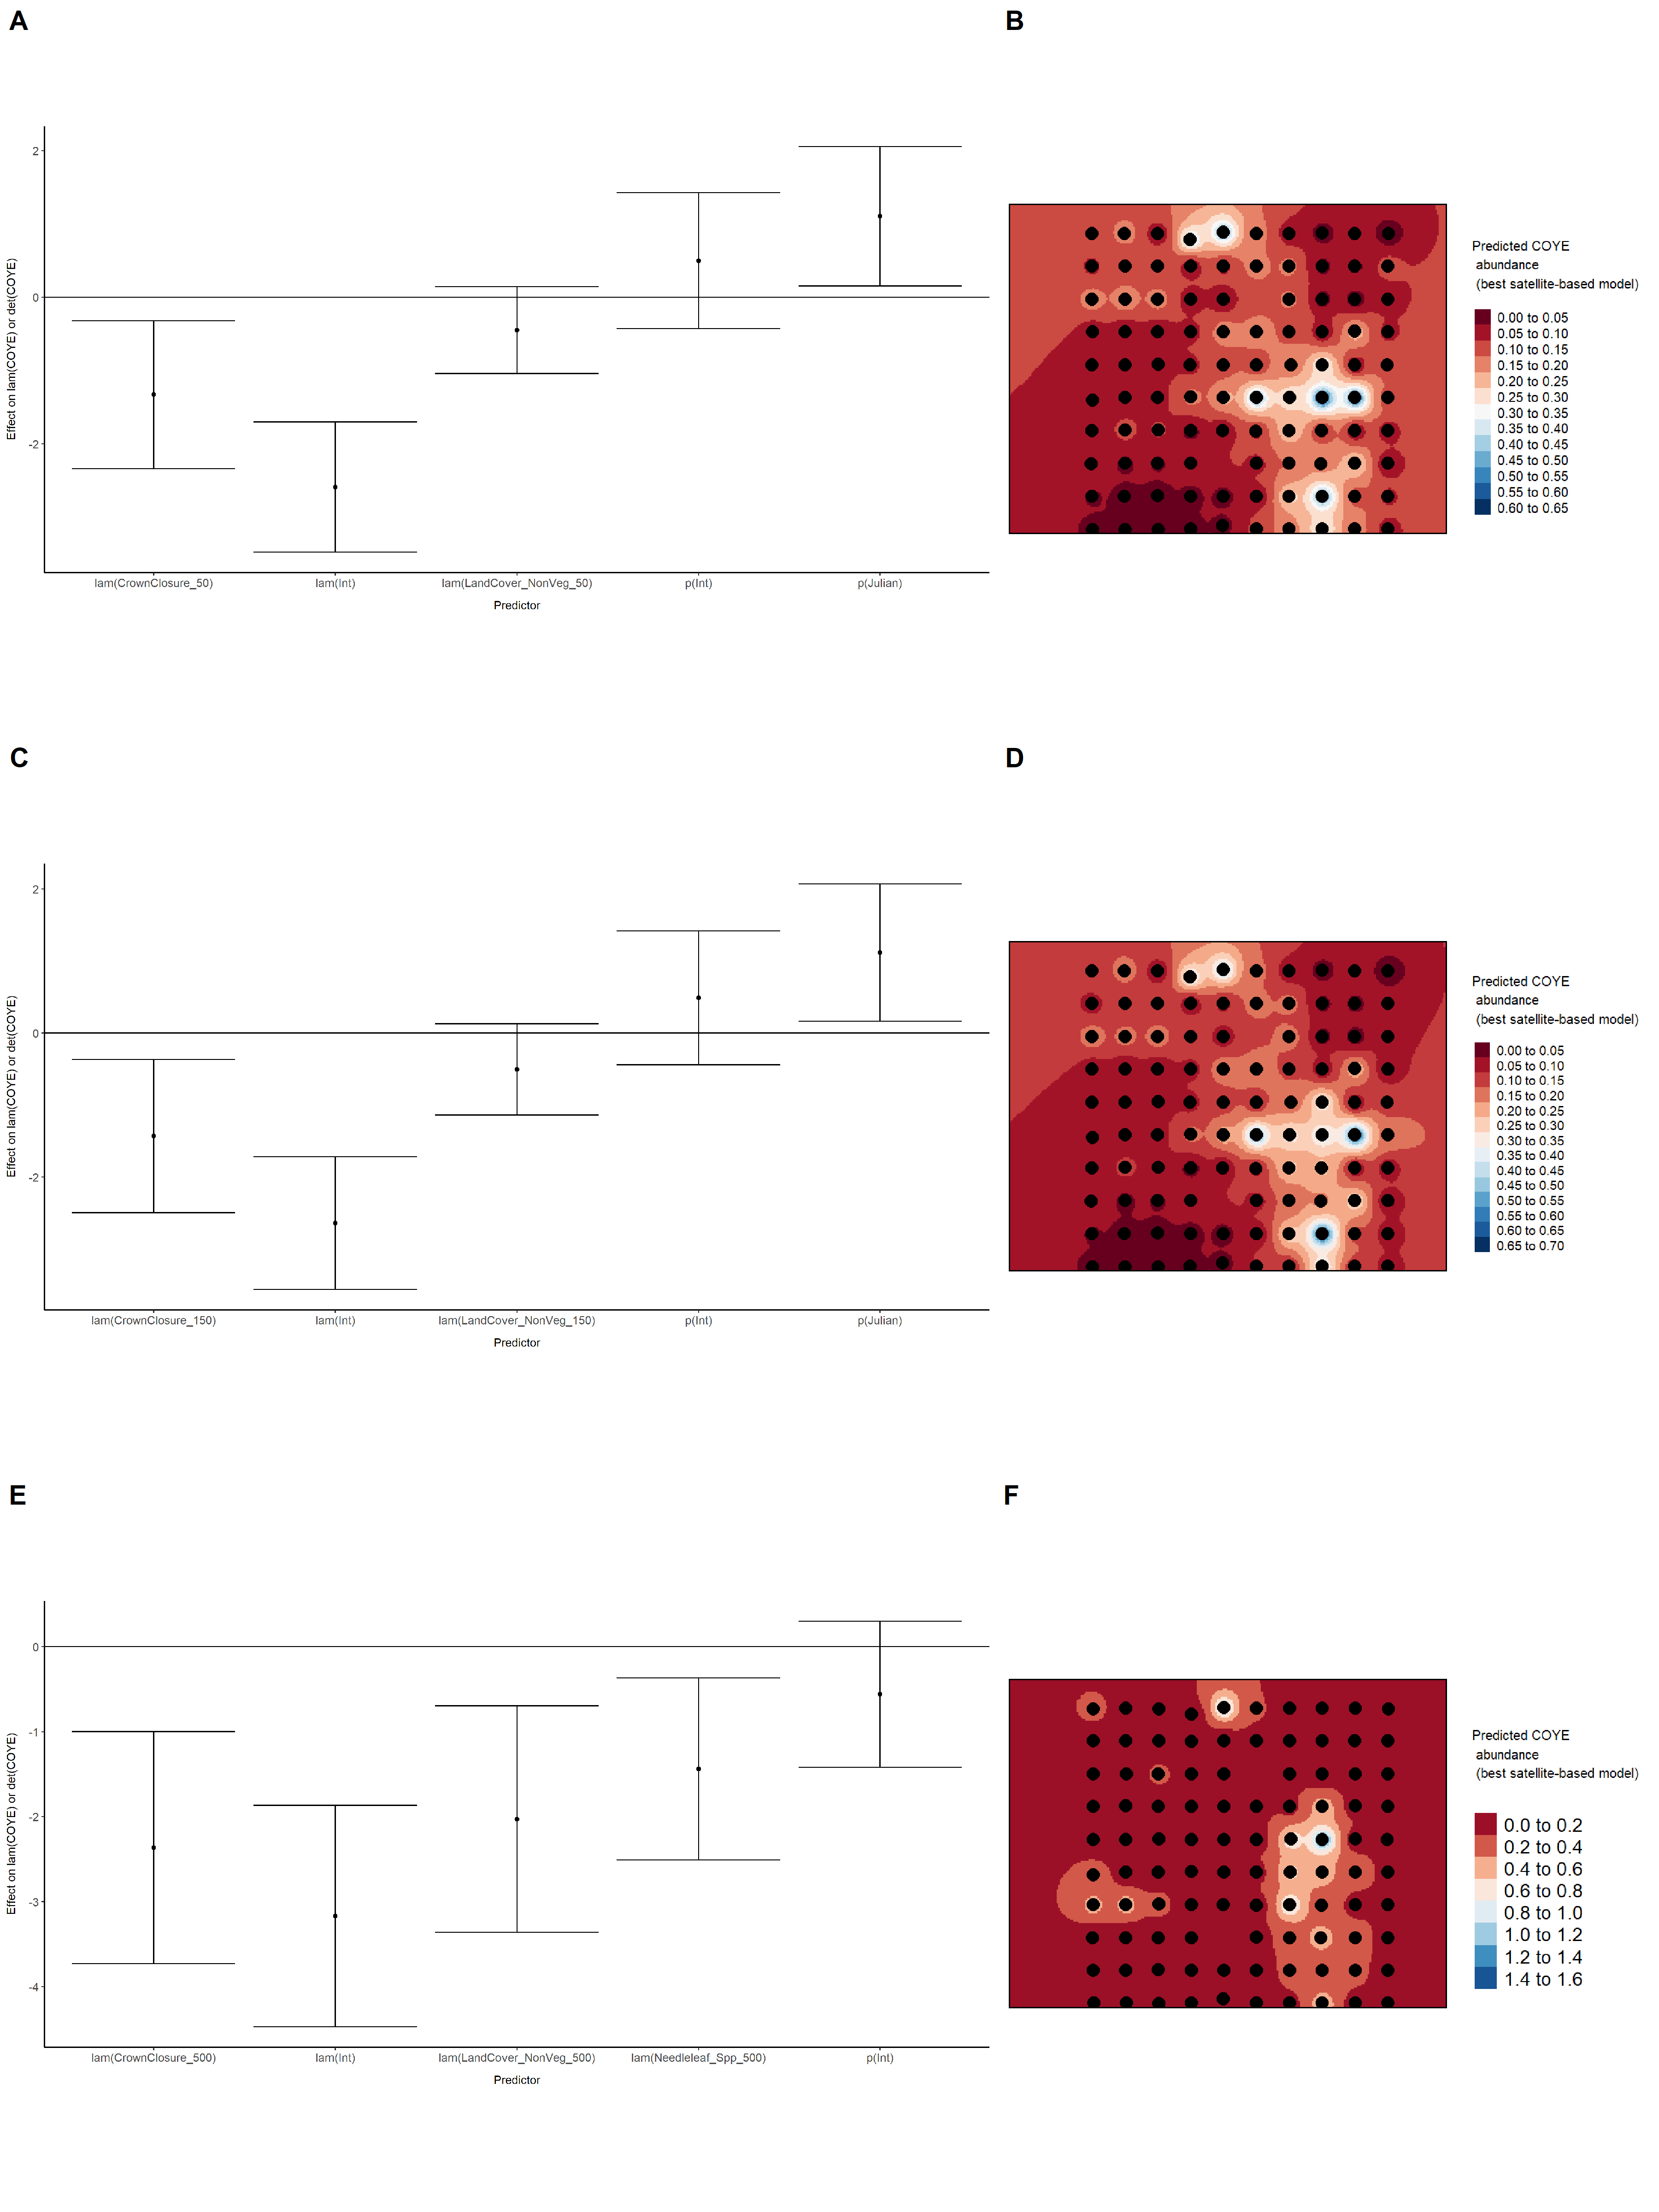 A
B
Effect on lam(COYE) or det(COYE)
2
0
-2
lam(CrownClosure_50)
lam(Int)
lam(LandCover_NonVeg_50)
p(Int)
p(Julian)
Predictor
Predicted COYE
abundance
(best satellite-based model)
0.00 to 0.05
0.05 to 0.10
0.10 to 0.15
0.15 to 0.20
0.20 to 0.25
0.25 to 0.30
0.30 to 0.35
0.35 to 0.40
0.40 to 0.45
0.45 to 0.50
0.50 to 0.55
0.55 to 0.60
0.60 to 0.65
C
D
Effect on lam(COYE) or det(COYE)
2
0
-2
lam(CrownClosure_150)
lam(Int)
lam(LandCover_NonVeg_150)
p(Int)
p(Julian)
Predictor
Predicted COYE
abundance
(best satellite-based model)
0.00 to 0.05
0.05 to 0.10
0.10 to 0.15
0.15 to 0.20
0.20 to 0.25
0.25 to 0.30
0.30 to 0.35
0.35 to 0.40
0.40 to 0.45
0.45 to 0.50
0.50 to 0.55
0.55 to 0.60
0.60 to 0.65
0.65 to 0.70
E
F
Effect on lam(COYE) or det(COYE)
0
-1
-2
-3
-4
lam(CrownClosure_500)
lam(Int)
lam(LandCover_NonVeg_500)
lam(Needleleaf_Spp_500)
p(Int)
Predictor
Predicted COYE
abundance
(best satellite-based model)
0.0 to 0.2
0.2 to 0.4
0.4 to 0.6
0.6 to 0.8
0.8 to 1.0
1.0 to 1.2
1.2 to 1.4
1.4 to 1.6